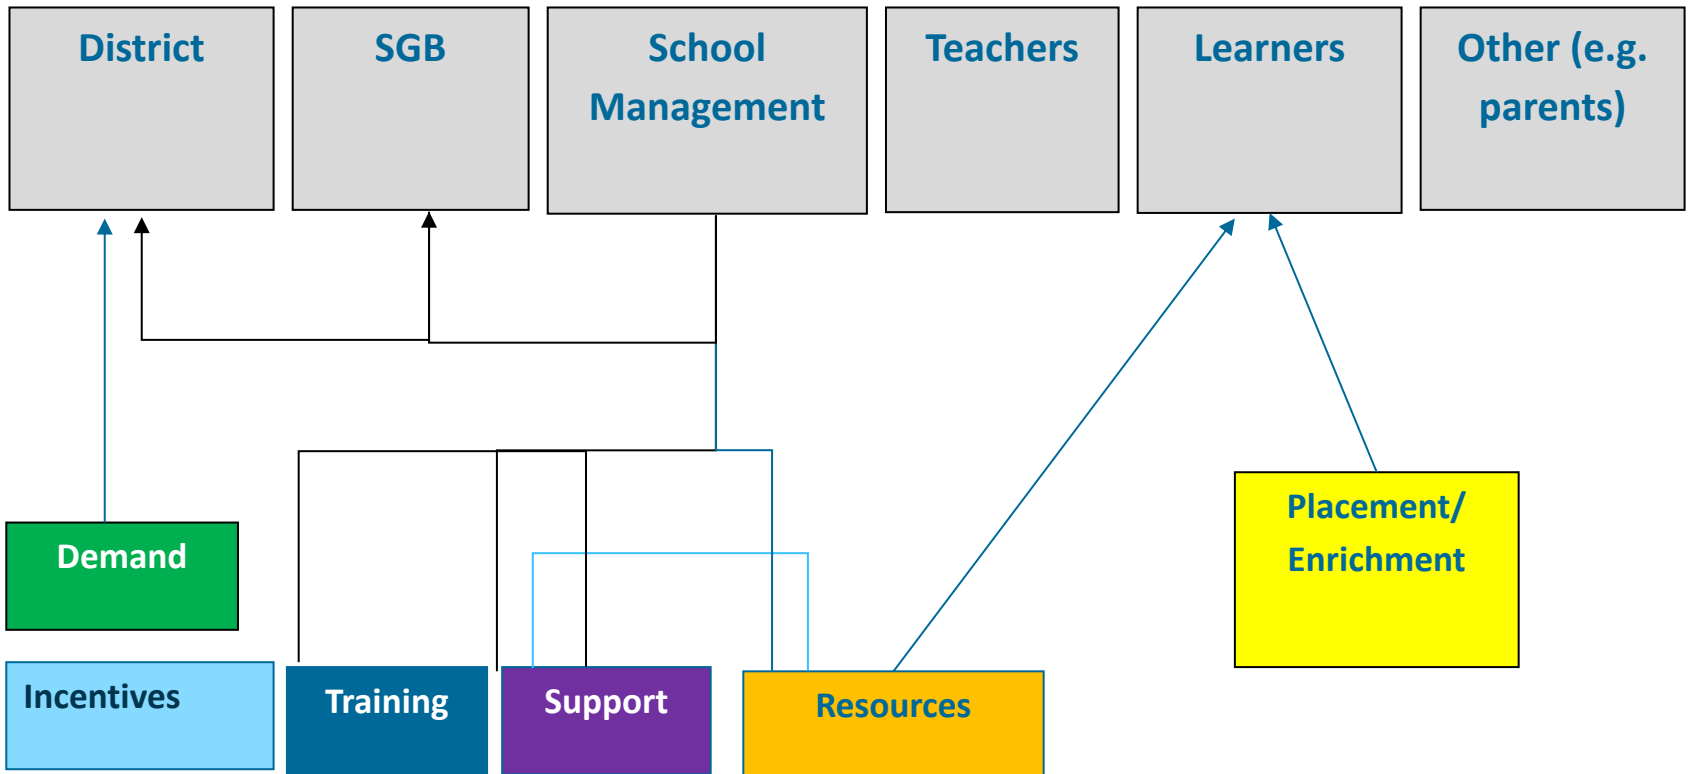 District
SGB
School
Management
Teachers
Learners
Other (e.g.
parents)
Demand
Placement/
Enrichment
Incentives
Training
Support
Resources